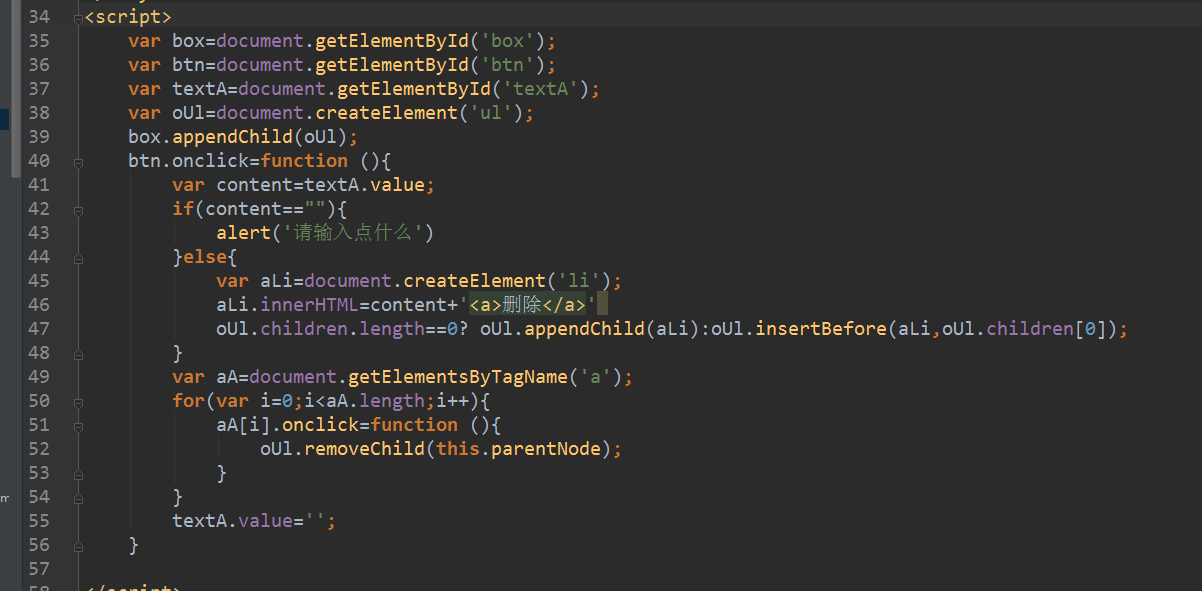 34 <script>
35 var box=document.getElementById('box');
36 var btn=document.getElementById('btn');
37 var textA=document.getElementById('textA');
38 var oUl=document.createElement('ul');
39 box.appendChild(oUl);
40 btn.onclick=function (){
41 var content=textA.value;
42 if(content==""){
43 alert('请输入点什么')
44 }else{
45 var aLi=document.createElement('li');
46 aLi.innerHTML=content+'<a>删除</a>'
47 oUl.children.length==0? oUl.appendChild(aLi):oUl.insertBefore(aLi,oUl.children[0]);
48 }
49 var aA=document.getElementsByTagName('a');
50 for(var i=0;i<aA.length;i++){
51 aA[i].onclick=function (){
52 oUl.removeChild(this.parentNode);
53 }
m 54 }
55 textA.value='';
56 }
57
58 </script>